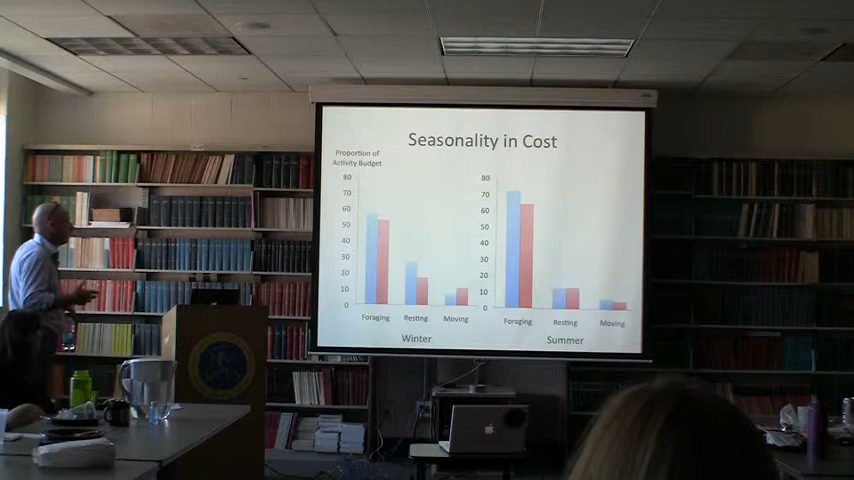 Seasonality in Cost
Proportion of
Activity Budget
80
70
60
50
40
30
20
10
0
Foraging Resting Moving
Winter
80
70
60
50
40
30
20
10
0
Foraging Resting Moving
Summer